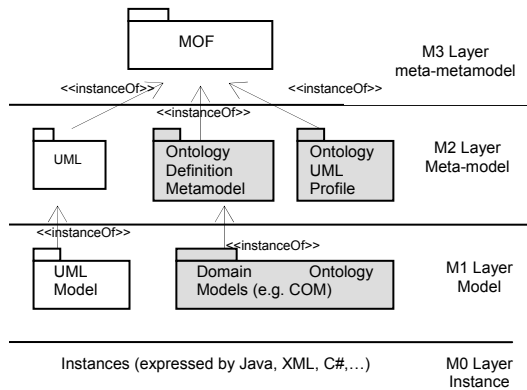 MOF
M3 Layer
meta-metamodel
<<instanceOf>>
<<instanceOf>>
<<instanceOf>>
UML
Ontology
Definition
Metamodel
Ontology
UML
Profile
M2 Layer
Meta-model
<<instanceOf>>
<<instanceOf>>
UML
Model
Domain Ontology
Models (e.g. COM)
M1 Layer
Model
Instances (expressed by Java, XML, C#,…)
M0 Layer
Instance